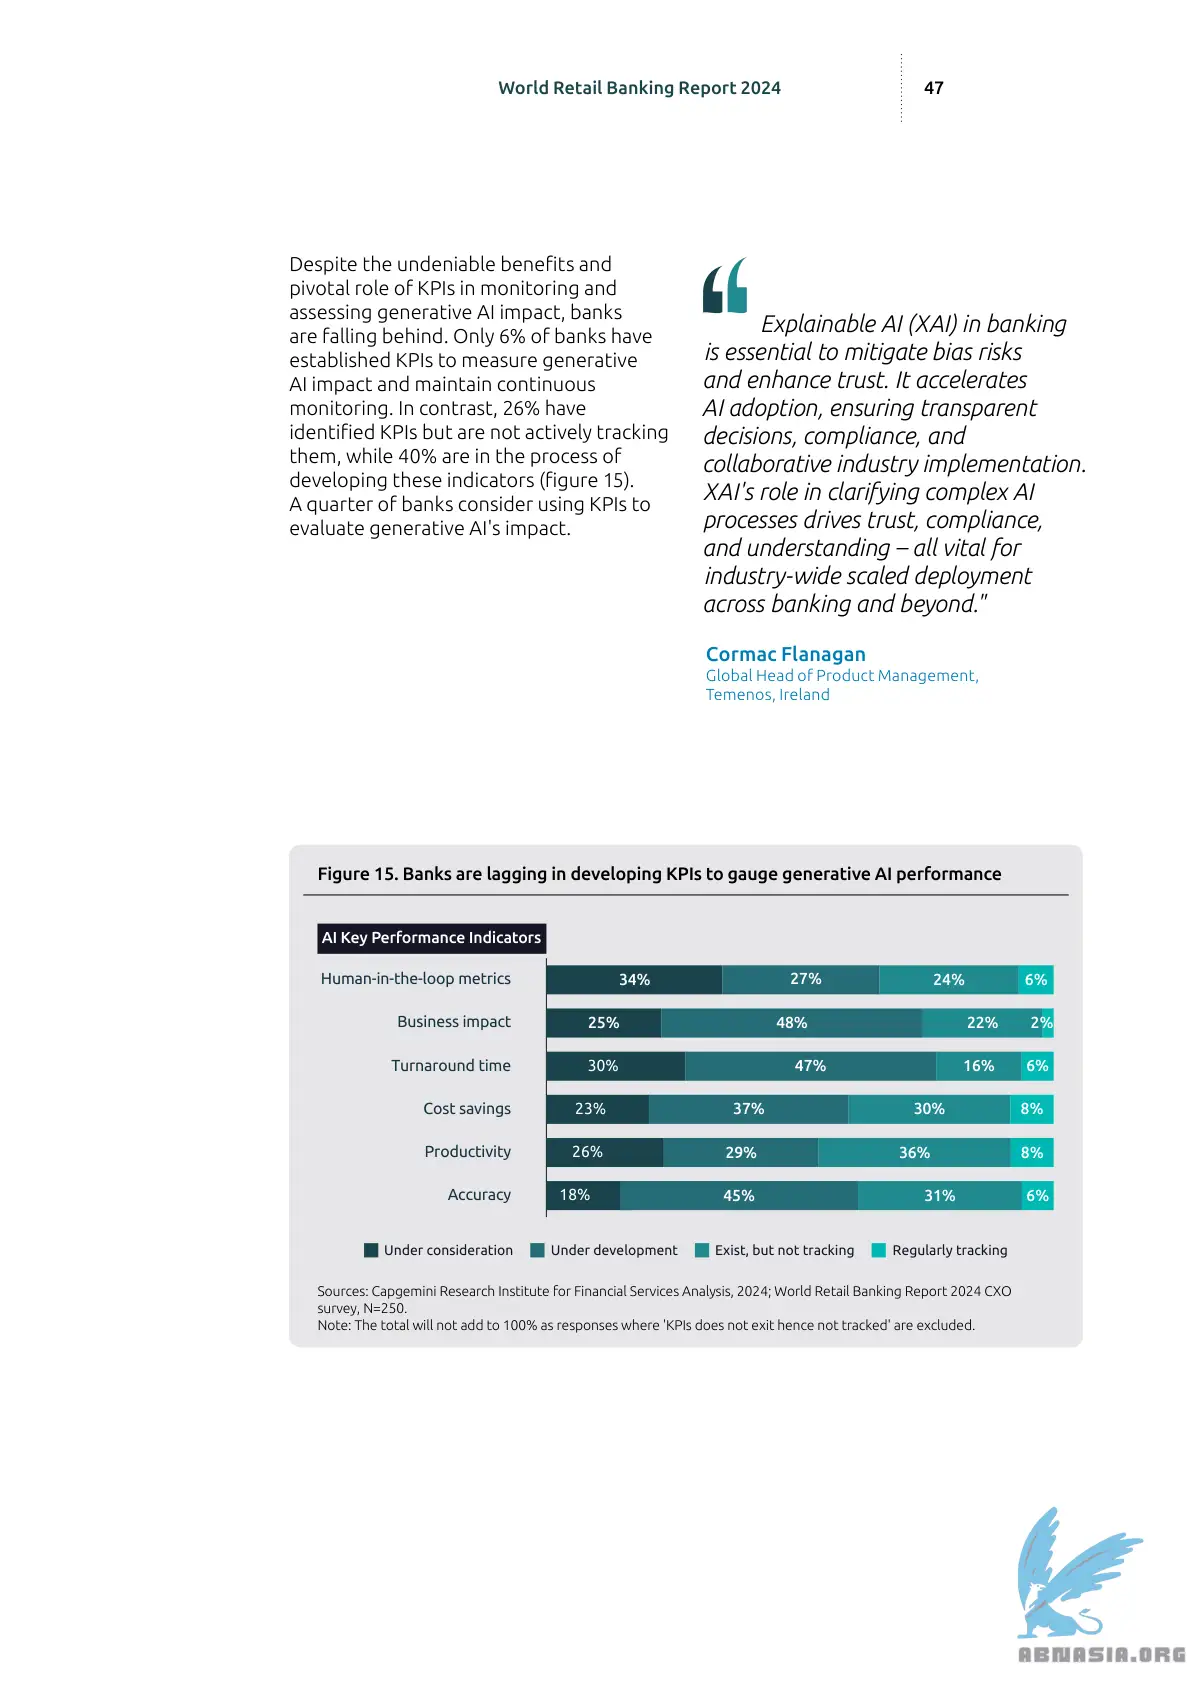 World Retail Banking Report 2024
47
Despite the undeniable benefits and
pivotal role of KPIs in monitoring and
assessing generative AI impact, banks
are falling behind. Only 6% of banks have
established KPIs to measure generative
AI impact and maintain continuous
monitoring. In contrast, 26% have
identified KPIs but are not actively tracking
them, while 40% are in the process of
developing these indicators (figure 15).
A quarter of banks consider using KPIs to
evaluate generative AI's impact.
Explainable AI (XAI) in banking
is essential to mitigate bias risks
and enhance trust. It accelerates
AI adoption, ensuring transparent
decisions, compliance, and
collaborative industry implementation.
XAI's role in clarifying complex AI
processes drives trust, compliance,
and understanding – all vital for
industry-wide scaled deployment
across banking and beyond."
Cormac Flanagan
Global Head of Product Management,
Temenos, Ireland
Figure 15. Banks are lagging in developing KPIs to gauge generative AI performance
AI Key Performance Indicators
Human-in-the-loop metrics 34% 27% 24% 6%
Business impact 25% 48% 22% 2%
Turnaround time 30% 47% 16% 6%
Cost savings 23% 37% 30% 8%
Productivity 26% 29% 36% 8%
Accuracy 18% 45% 31% 6%
Under consideration Under development Exist, but not tracking Regularly tracking
Sources: Capgemini Research Institute for Financial Services Analysis, 2024; World Retail Banking Report 2024 CXO
survey, N=250.
Note: The total will not add to 100% as responses where 'KPIs does not exit hence not tracked' are excluded.
ABNASIA.ORG